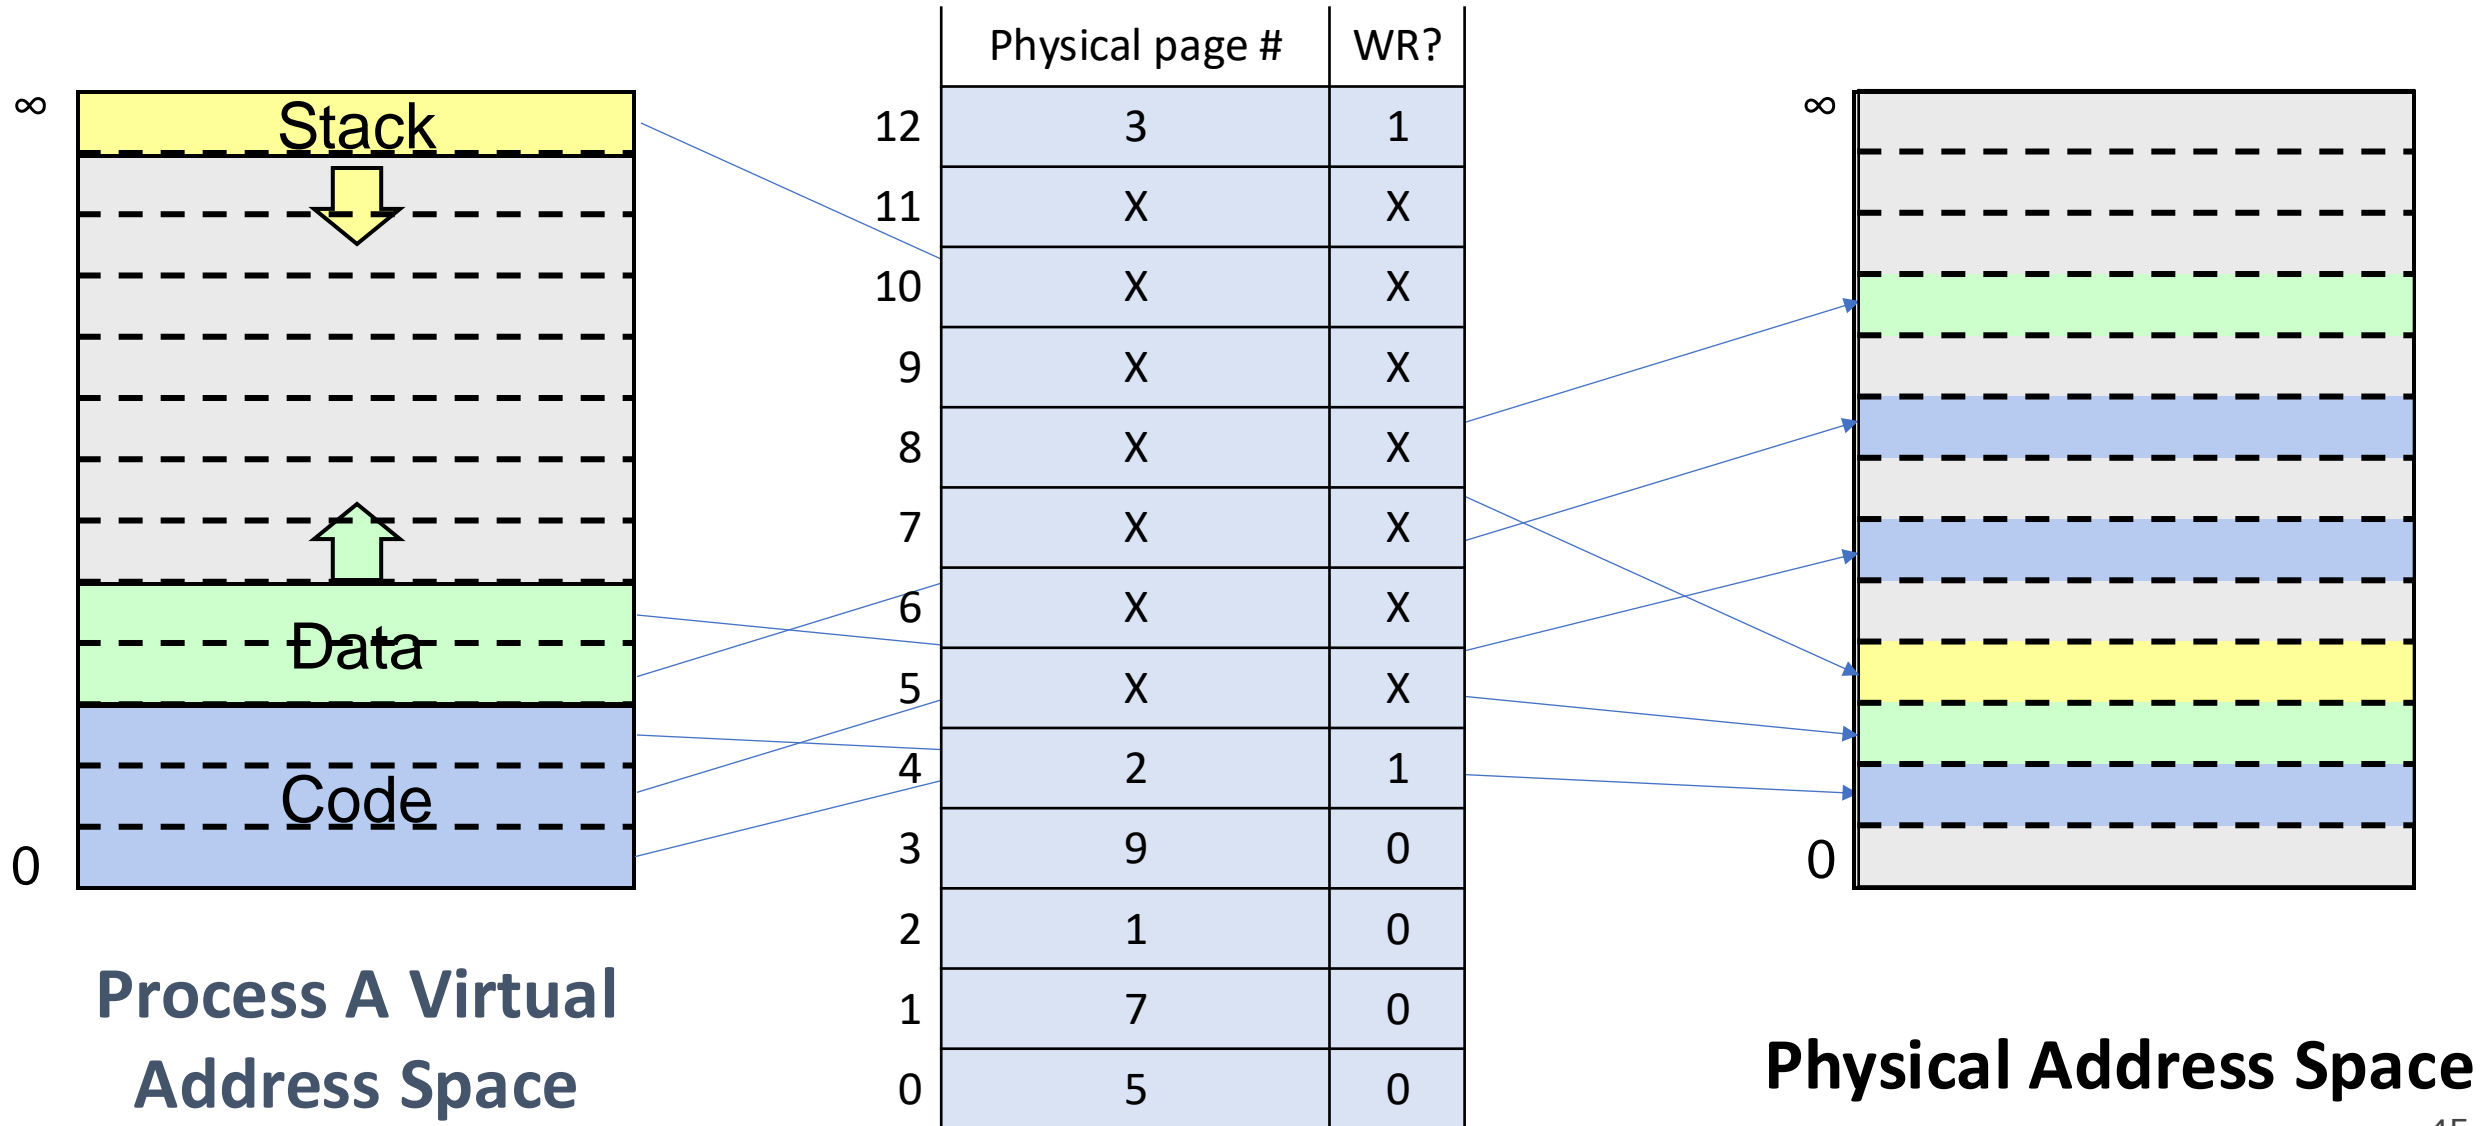 ∞
Stack
Data
Code
0
Process A Virtual
Address Space
Physical page # WR?
12 3 1
11 X X
10 X X
9 X X
8 X X
7 X X
6 X X
5 X X
4 2 1
3 9 0
2 1 0
1 7 0
0 5 0
∞
0
Physical Address Space